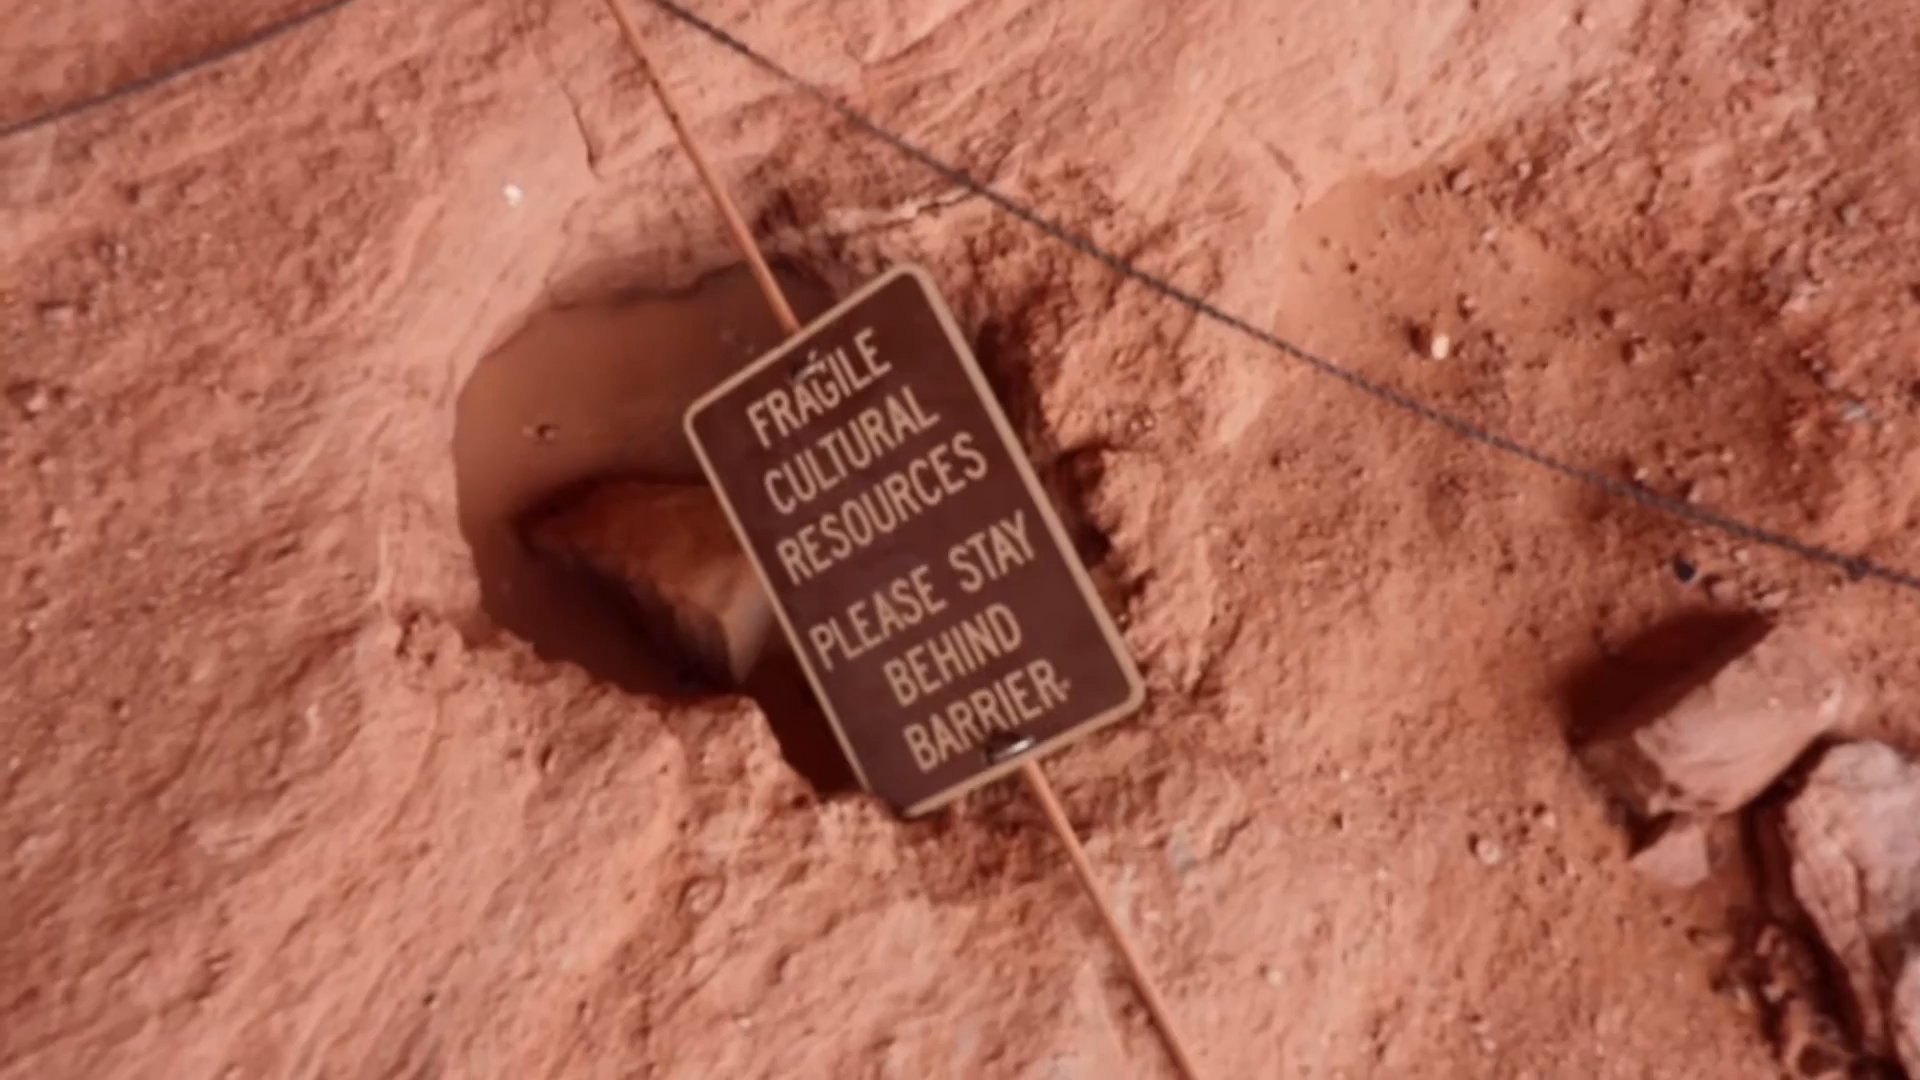 FRAGILE
CULTURAL
RESOURCES
PLEASE STAY
BEHIND
BARRIER.